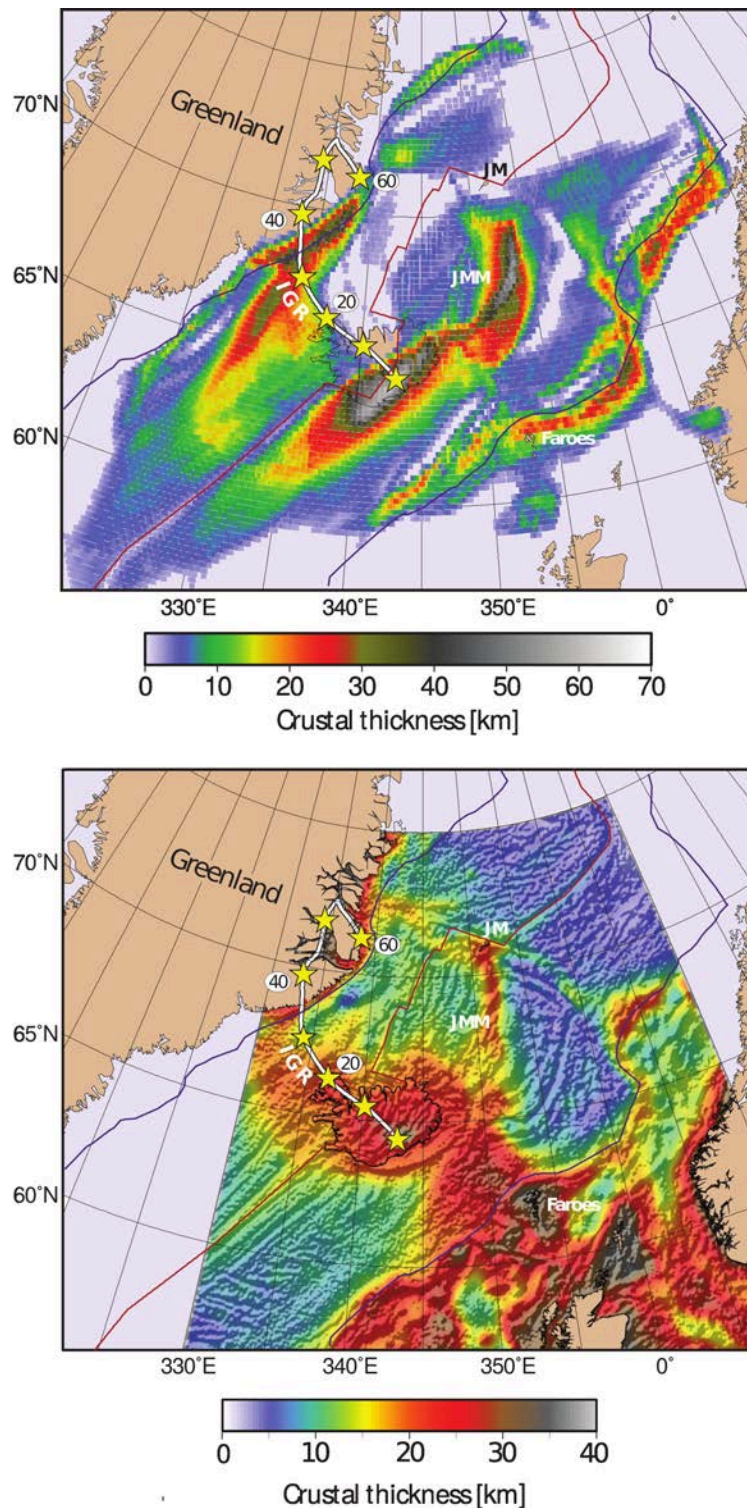 70˚N
Greenland
JM
60
40
65˚N
JMM
IGR
20
60˚N
Faroes
330˚E
340˚E
350˚E
0˚
0 10 20 30 40 50 60 70
Crustal thickness [km]
70˚N
Greenland
JM
60
40
65˚N
JMM
IGR
20
60˚N
Faroes
330˚E
340˚E
350˚E
0˚
0 10 20 30 40
Crustal thickness [km]